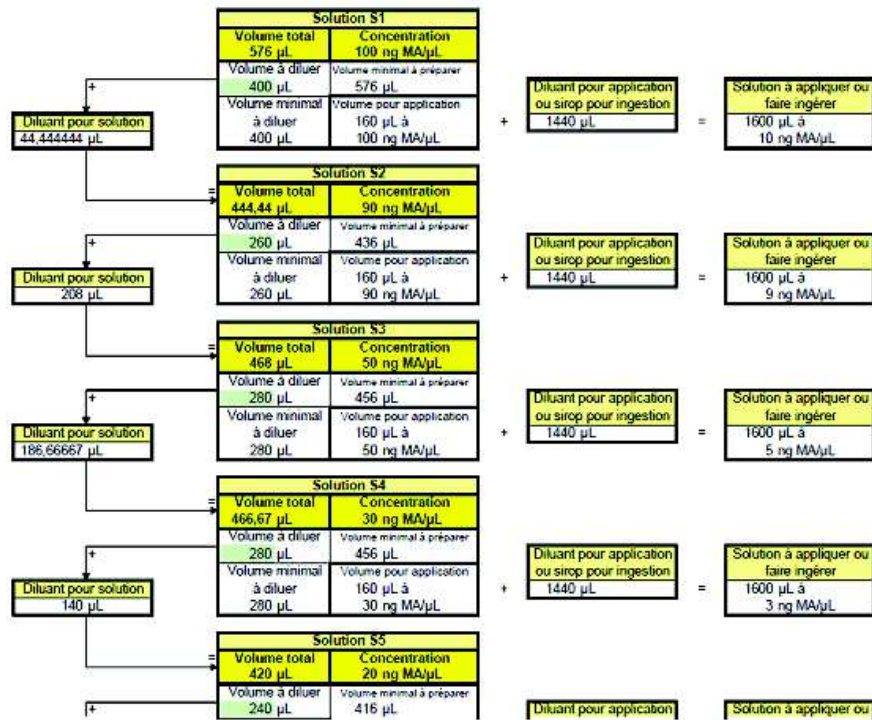 Solution S1
Volume total Concentration
576 µL 100 ng MA/µL
Volume à diluer Volume minimal à préparer
+ 400 µL 576 µL
Diluant pour application Solution à appliquer ou
Volume minimal Volume pour application ou sirop pour ingestion faire ingérer
Diluant pour solution à diluer 160 µL à + 1440 µL = 1600 µL à
44,444444 µL 400 µL 100 ng MA/µL 10 ng MA/µL
Solution S2
= Volume total Concentration
444,44 µL 90 ng MA/µL
Volume à diluer Volume minimal à préparer
+ 260 µL 436 µL
Diluant pour application Solution à appliquer ou
Volume minimal Volume pour application ou sirop pour ingestion faire ingérer
Diluant pour solution à diluer 160 µL à + 1440 µL = 1600 µL à
208 µL 260 µL 90 ng MA/µL 9 ng MA/µL
Solution S3
= Volume total Concentration
468 µL 50 ng MA/µL
Volume à diluer Volume minimal à préparer
+ 280 µL 456 µL
Diluant pour application Solution à appliquer ou
Volume minimal Volume pour application ou sirop pour ingestion faire ingérer
Diluant pour solution à diluer 160 µL à + 1440 µL = 1600 µL à
186,66667 µL 280 µL 50 ng MA/µL 5 ng MA/µL
Solution S4
= Volume total Concentration
466,67 µL 30 ng MA/µL
Volume à diluer Volume minimal à préparer
+ 280 µL 456 µL
Diluant pour application Solution à appliquer ou
Volume minimal Volume pour application ou sirop pour ingestion faire ingérer
Diluant pour solution à diluer 160 µL à + 1440 µL = 1600 µL à
140 µL 280 µL 30 ng MA/µL 3 ng MA/µL
Solution S5
= Volume total Concentration
420 µL 20 ng MA/µL
Volume à diluer Volume minimal à préparer
+ 240 µL 416 µL
Diluant pour application Solution à appliquer ou